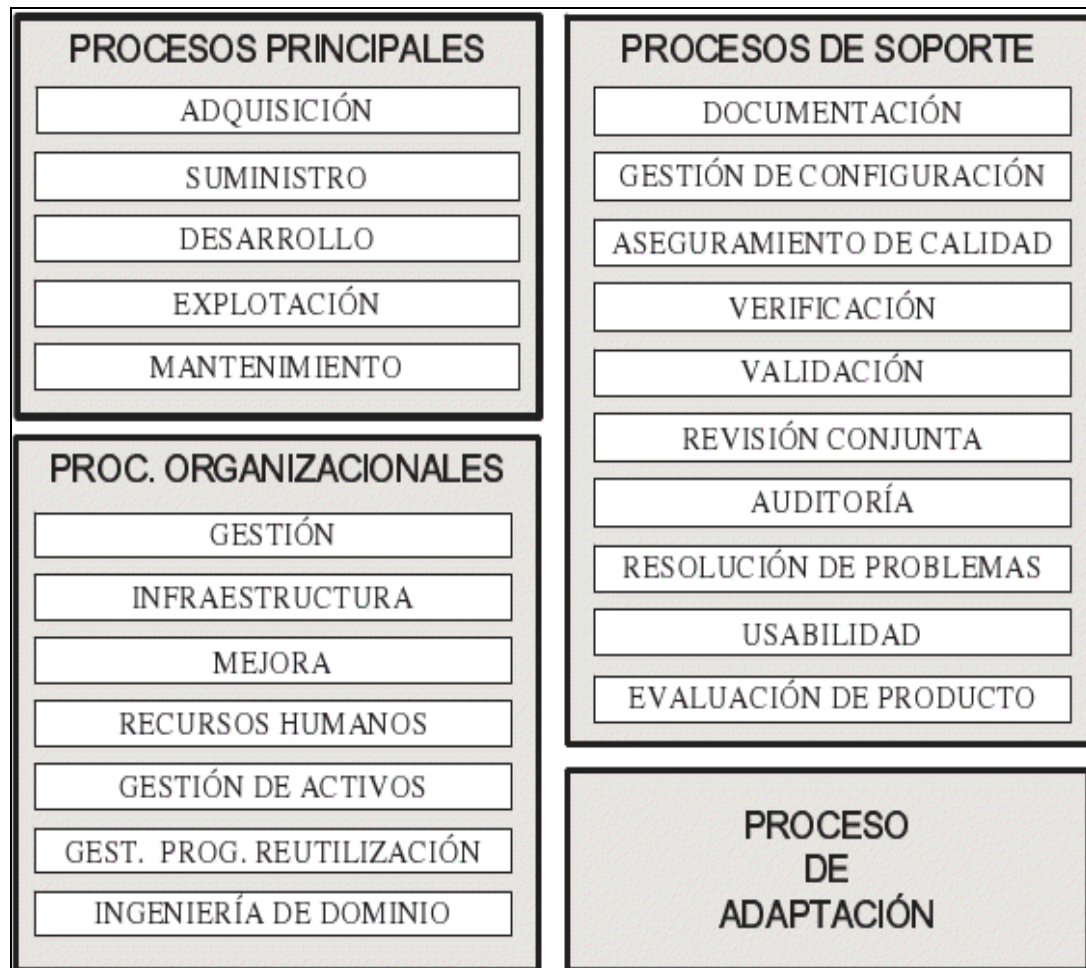 PROCESOS PRINCIPALES
ADQUISICIÓN
SUMINISTRO
DESARROLLO
EXPLOTACIÓN
MANTENIMIENTO
PROC. ORGANIZACIONALES
GESTIÓN
INFRAESTRUCTURA
MEJORA
RECURSOS HUMANOS
GESTIÓN DE ACTIVOS
GEST. PROG. REUTILIZACIÓN
INGENIERÍA DE DOMINIO
PROCESOS DE SOPORTE
DOCUMENTACIÓN
GESTIÓN DE CONFIGURACIÓN
ASEGURAMIENTO DE CALIDAD
VERIFICACIÓN
VALIDACIÓN
REVISIÓN CONJUNTA
AUDITORÍA
RESOLUCIÓN DE PROBLEMAS
USABILIDAD
EVALUACIÓN DE PRODUCTO
PROCESO
DE
ADAPTACIÓN